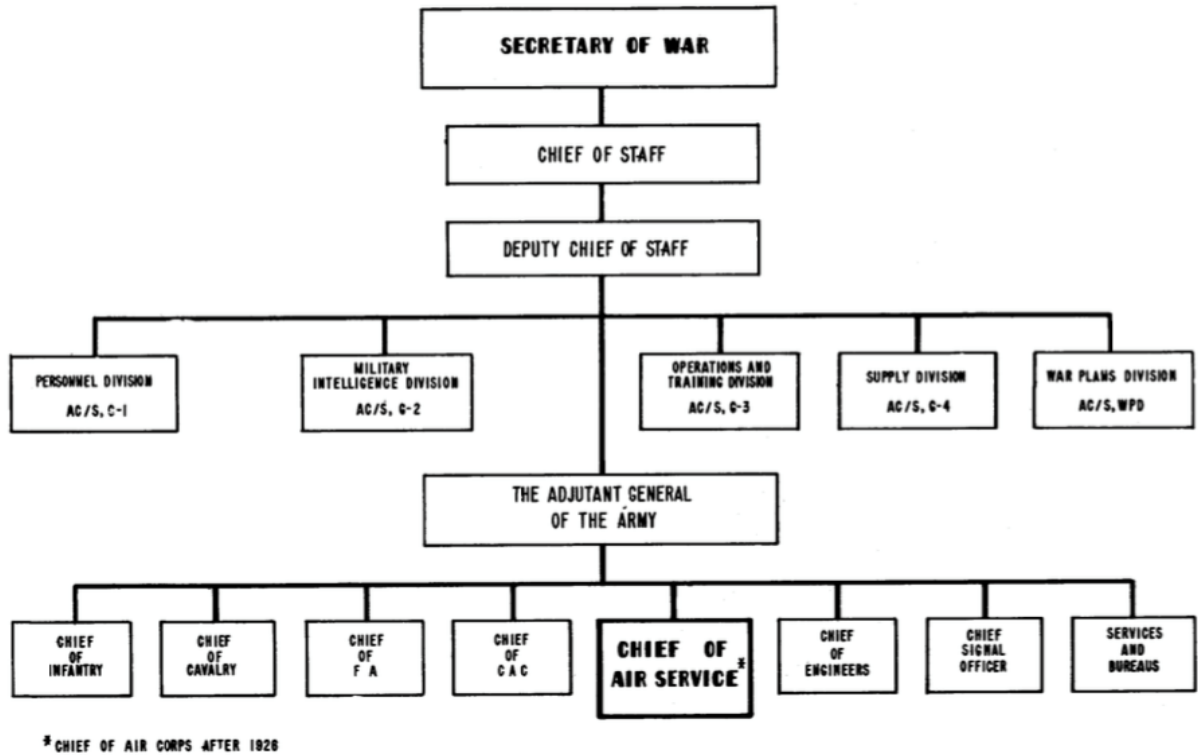 SECRETARY OF WAR
CHIEF OF STAFF
DEPUTY CHIEF OF STAFF
PERSONNEL DIVISION
AC/S, C-1
MILITARY
INTELLIGENCE DIVISION
AC/S, G-2
OPERATIONS AND
TRAINING DIVISION
AC/S, G-3
SUPPLY DIVISION
AC/S, G-4
WAR PLANS DIVISION
AC/S, WPD
THE ADJUTANT GENERAL
OF THE ARMY
CHIEF
OF
INFANTRY
CHIEF
OF
CAVALRY
CHIEF
OF
F A
CHIEF
OF
C A C
CHIEF OF
AIR SERVICE*
CHIEF
OF
ENGINEERS
CHIEF
SIGNAL
OFFICER
SERVICES
AND
BUREAUS
* CHIEF OF AIR CORPS AFTER 1926